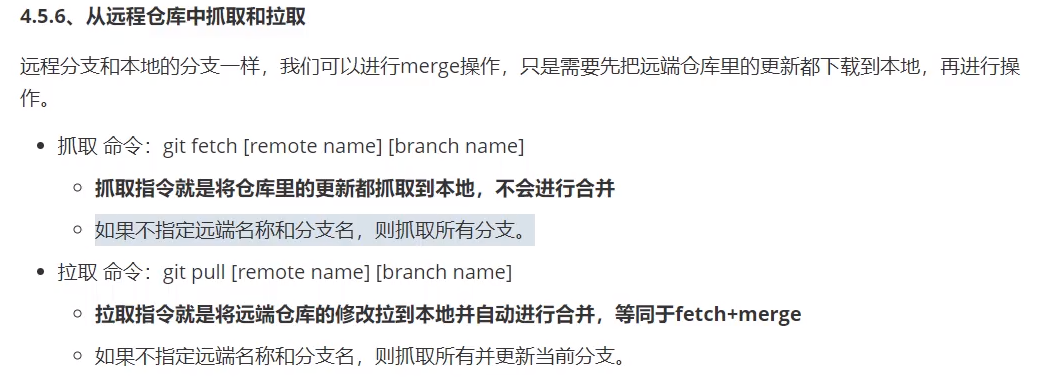 4.5.6、从远程仓库中抓取和拉取
远程分支和本地的分支一样，我们可以进行merge操作，只是需要先把远端仓库里的更新都下载到本地，再进行操
作。
抓取 命令：git fetch [remote name] [branch name]
抓取指令就是将仓库里的更新都抓取到本地，不会进行合并
如果不指定远端名称和分支名，则抓取所有分支。
拉取 命令：git pull [remote name] [branch name]
拉取指令就是将远端仓库的修改拉到本地并自动进行合并，等同于fetch+merge
如果不指定远端名称和分支名，则抓取所有并更新当前分支。